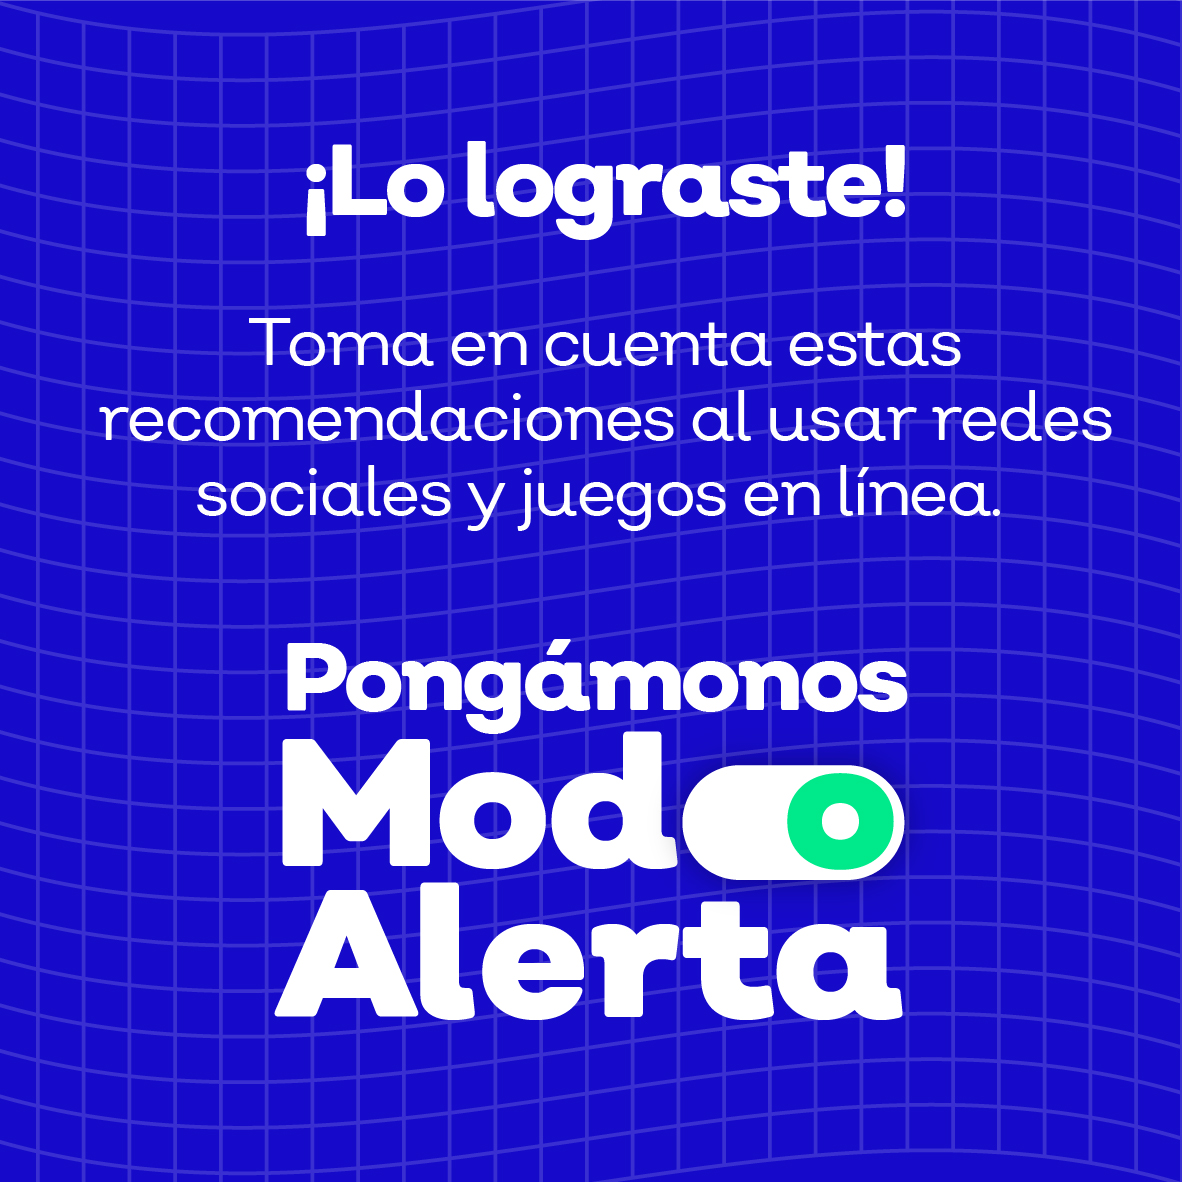 ¡Lo lograste!
Toma en cuenta estas
recomendaciones al usar redes
sociales y juegos en línea.
Pongámonos
Modo
Alerta